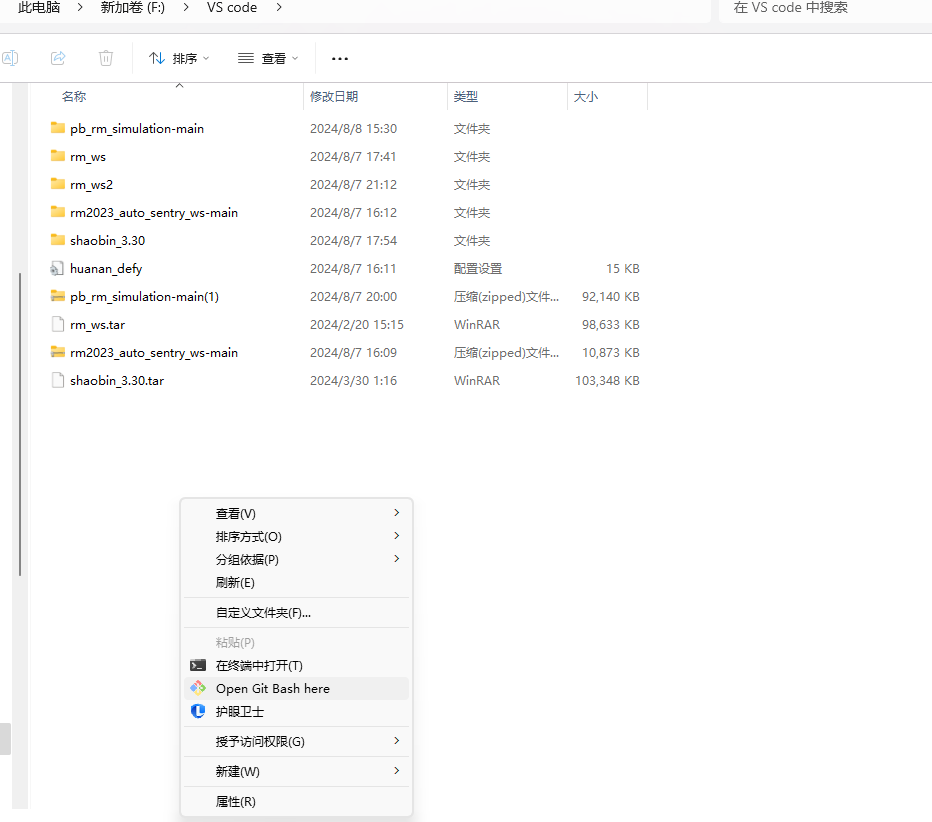 此电脑 > 新加卷 (F:) > VS code >
在 VS code 中搜索
排序 查看 ...
名称 修改日期 类型 大小
pb_rm_simulation-main 2024/8/8 15:30 文件夹
rm_ws 2024/8/7 17:41 文件夹
rm_ws2 2024/8/7 21:12 文件夹
rm2023_auto_sentry_ws-main 2024/8/7 16:12 文件夹
shaobin_3.30 2024/8/7 17:54 文件夹
huanan_defy 2024/8/7 16:11 配置设置 15 KB
pb_rm_simulation-main(1) 2024/8/7 20:00 压缩(zipped)文件... 92,140 KB
rm_ws.tar 2024/2/20 15:15 WinRAR 98,633 KB
rm2023_auto_sentry_ws-main 2024/8/7 16:09 压缩(zipped)文件... 10,873 KB
shaobin_3.30.tar 2024/3/30 1:16 WinRAR 103,348 KB
查看(V)
排序方式(O)
分组依据(P)
刷新(E)
自定义文件夹(F)...
粘贴(P)
在终端中打开(T)
Open Git Bash here
护眼卫士
授予访问权限(G)
新建(W)
属性(R)